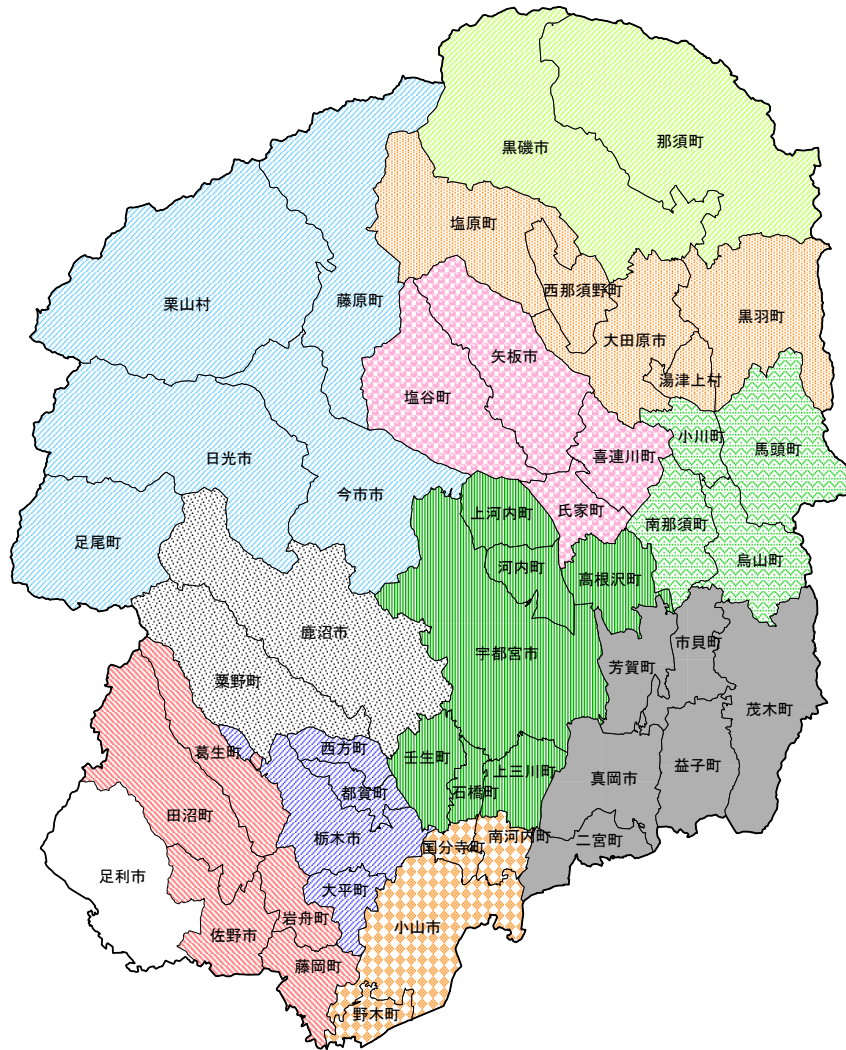 黒磯市
那須町
塩原町
西那須野町
大田原市
黒羽町
湯津上村
栗山村
藤原町
矢板市
塩谷町
喜連川町
氏家町
小川町
馬頭町
南那須町
烏山町
日光市
今市市
足尾町
上河内町
河内町
高根沢町
宇都宮市
鹿沼市
粟野町
芳賀町
市貝町
茂木町
益子町
真岡市
二宮町
壬生町
石橋町
上三川町
西方町
都賀町
栃木市
大平町
葛生町
田沼町
足利市
佐野市
岩舟町
藤岡町
国分寺町
南河内町
小山市
野木町